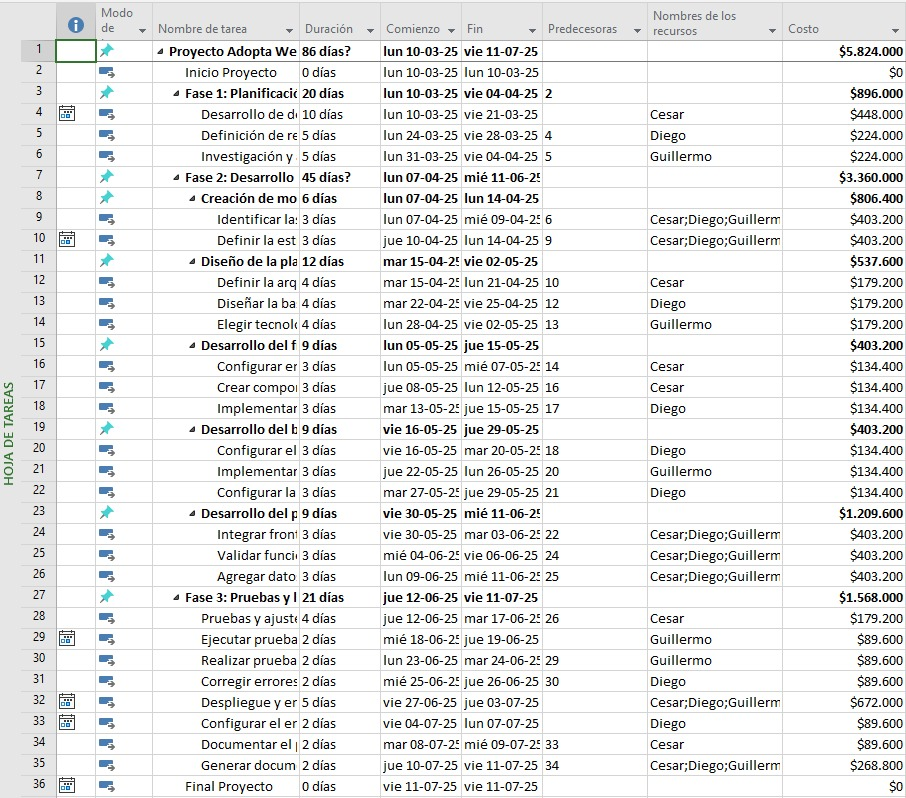 Modo de
Nombre de tarea
Duración
Comienzo
Fin
Predecesoras
Nombres de los recursos
Costo
1 Proyecto Adopta We 86 días? lun 10-03-25 vie 11-07-25 $5.824.000
2 Inicio Proyecto 0 días lun 10-03-25 lun 10-03-25 $0
3 Fase 1: Planificació 20 días lun 10-03-25 vie 04-04-25 2 $896.000
4 Desarrollo de d 10 días lun 10-03-25 vie 21-03-25 Cesar $448.000
5 Definición de re 5 días lun 24-03-25 vie 28-03-25 4 Diego $224.000
6 Investigación y 5 días lun 31-03-25 vie 04-04-25 5 Guillermo $224.000
7 Fase 2: Desarrollo 45 días? lun 07-04-25 mié 11-06-25 $3.360.000
8 Creación de mo 6 días lun 07-04-25 lun 14-04-25 $806.400
9 Identificar la 3 días lun 07-04-25 mié 09-04-25 6 Cesar;Diego;Guillerm $403.200
10 Definir la est 3 días jue 10-04-25 lun 14-04-25 9 Cesar;Diego;Guillerm $403.200
11 Diseño de la pla 12 días mar 15-04-25 vie 02-05-25 $537.600
12 Definir la arq 4 días mar 15-04-25 lun 21-04-25 10 Cesar $179.200
13 Diseñar la ba 4 días mar 22-04-25 vie 25-04-25 12 Diego $179.200
14 Elegir tecnolo 4 días lun 28-04-25 vie 02-05-25 13 Guillermo $179.200
15 Desarrollo del f 9 días lun 05-05-25 jue 15-05-25 $403.200
16 Configurar er 3 días lun 05-05-25 mié 07-05-25 14 Cesar $134.400
17 Crear compo 3 días jue 08-05-25 lun 12-05-25 16 Cesar $134.400
18 Implementar 3 días mar 13-05-25 jue 15-05-25 17 Diego $134.400
19 Desarrollo del b 9 días vie 16-05-25 jue 29-05-25 $403.200
20 Configurar el 3 días vie 16-05-25 mar 20-05-25 18 Diego $134.400
21 Implementar 3 días jue 22-05-25 lun 26-05-25 20 Guillermo $134.400
22 Configurar la 3 días mar 27-05-25 jue 29-05-25 21 Diego $134.400
23 Desarrollo del p 9 días vie 30-05-25 mié 11-06-25 $1.209.600
24 Integrar fron 3 días vie 30-05-25 mar 03-06-25 22 Cesar;Diego;Guillerm $403.200
25 Validar funci 3 días mié 04-06-25 vie 06-06-25 24 Cesar;Diego;Guillerm $403.200
26 Agregar dato 3 días lun 09-06-25 mié 11-06-25 25 Cesar;Diego;Guillerm $403.200
27 Fase 3: Pruebas y l 21 días jue 12-06-25 vie 11-07-25 $1.568.000
28 Pruebas y ajuste 4 días jue 12-06-25 mar 17-06-25 26 Cesar $179.200
29 Ejecutar prueba 2 días mié 18-06-25 jue 19-06-25 Guillermo $89.600
30 Realizar prueba 2 días lun 23-06-25 mar 24-06-25 29 Guillermo $89.600
31 Corregir errores 2 días mié 25-06-25 jue 26-06-25 30 Diego $89.600
32 Despliegue y er 5 días vie 27-06-25 jue 03-07-25 Cesar;Diego;Guillerm $672.000
33 Configurar el er 2 días vie 04-07-25 lun 07-07-25 Diego $89.600
34 Documentar el 2 días mar 08-07-25 mié 09-07-25 33 Cesar $89.600
35 Generar docum 2 días jue 10-07-25 vie 11-07-25 34 Cesar;Diego;Guillerm $268.800
36 Final Proyecto 0 días vie 11-07-25 vie 11-07-25 $0
HOJA DE TAREAS